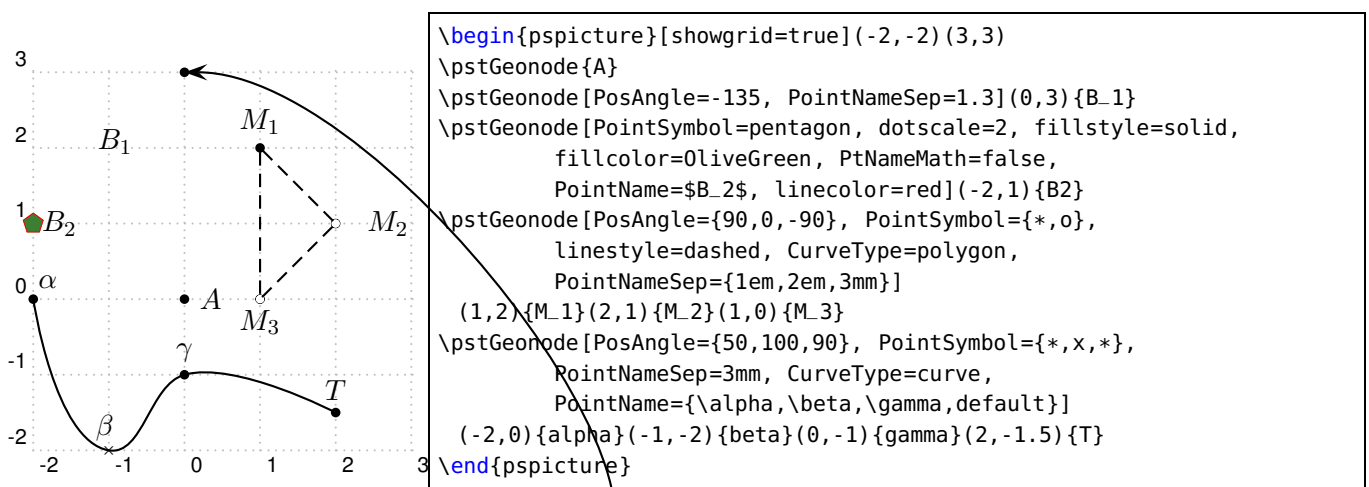 3
M₁
2
B₁
1
B₂
M₂
0
α
A
M₃
-1
γ
T
β
-2
-2 -1 0 1 2 3
\begin{pspicture}[showgrid=true](-2,-2)(3,3)
\pstGeonode{A}
\pstGeonode[PosAngle=-135, PointNameSep=1.3](0,3){B_1}
\pstGeonode[PointSymbol=pentagon, dotscale=2, fillstyle=solid,
fillcolor=OliveGreen, PtNameMath=false,
PointName=$B_2$, linecolor=red](-2,1){B2}
\pstGeonode[PosAngle={90,0,-90}, PointSymbol={*,o},
linestyle=dashed, CurveType=polygon,
PointNameSep={1em,2em,3mm}]
(1,2){M_1}(2,1){M_2}(1,0){M_3}
\pstGeonode[PosAngle={50,100,90}, PointSymbol={*,x,*},
PointNameSep=3mm, CurveType=curve,
PointName={\alpha,\beta,\gamma,default}]
(-2,0){alpha}(-1,-2){beta}(0,-1){gamma}(2,-1.5){T}
\end{pspicture}